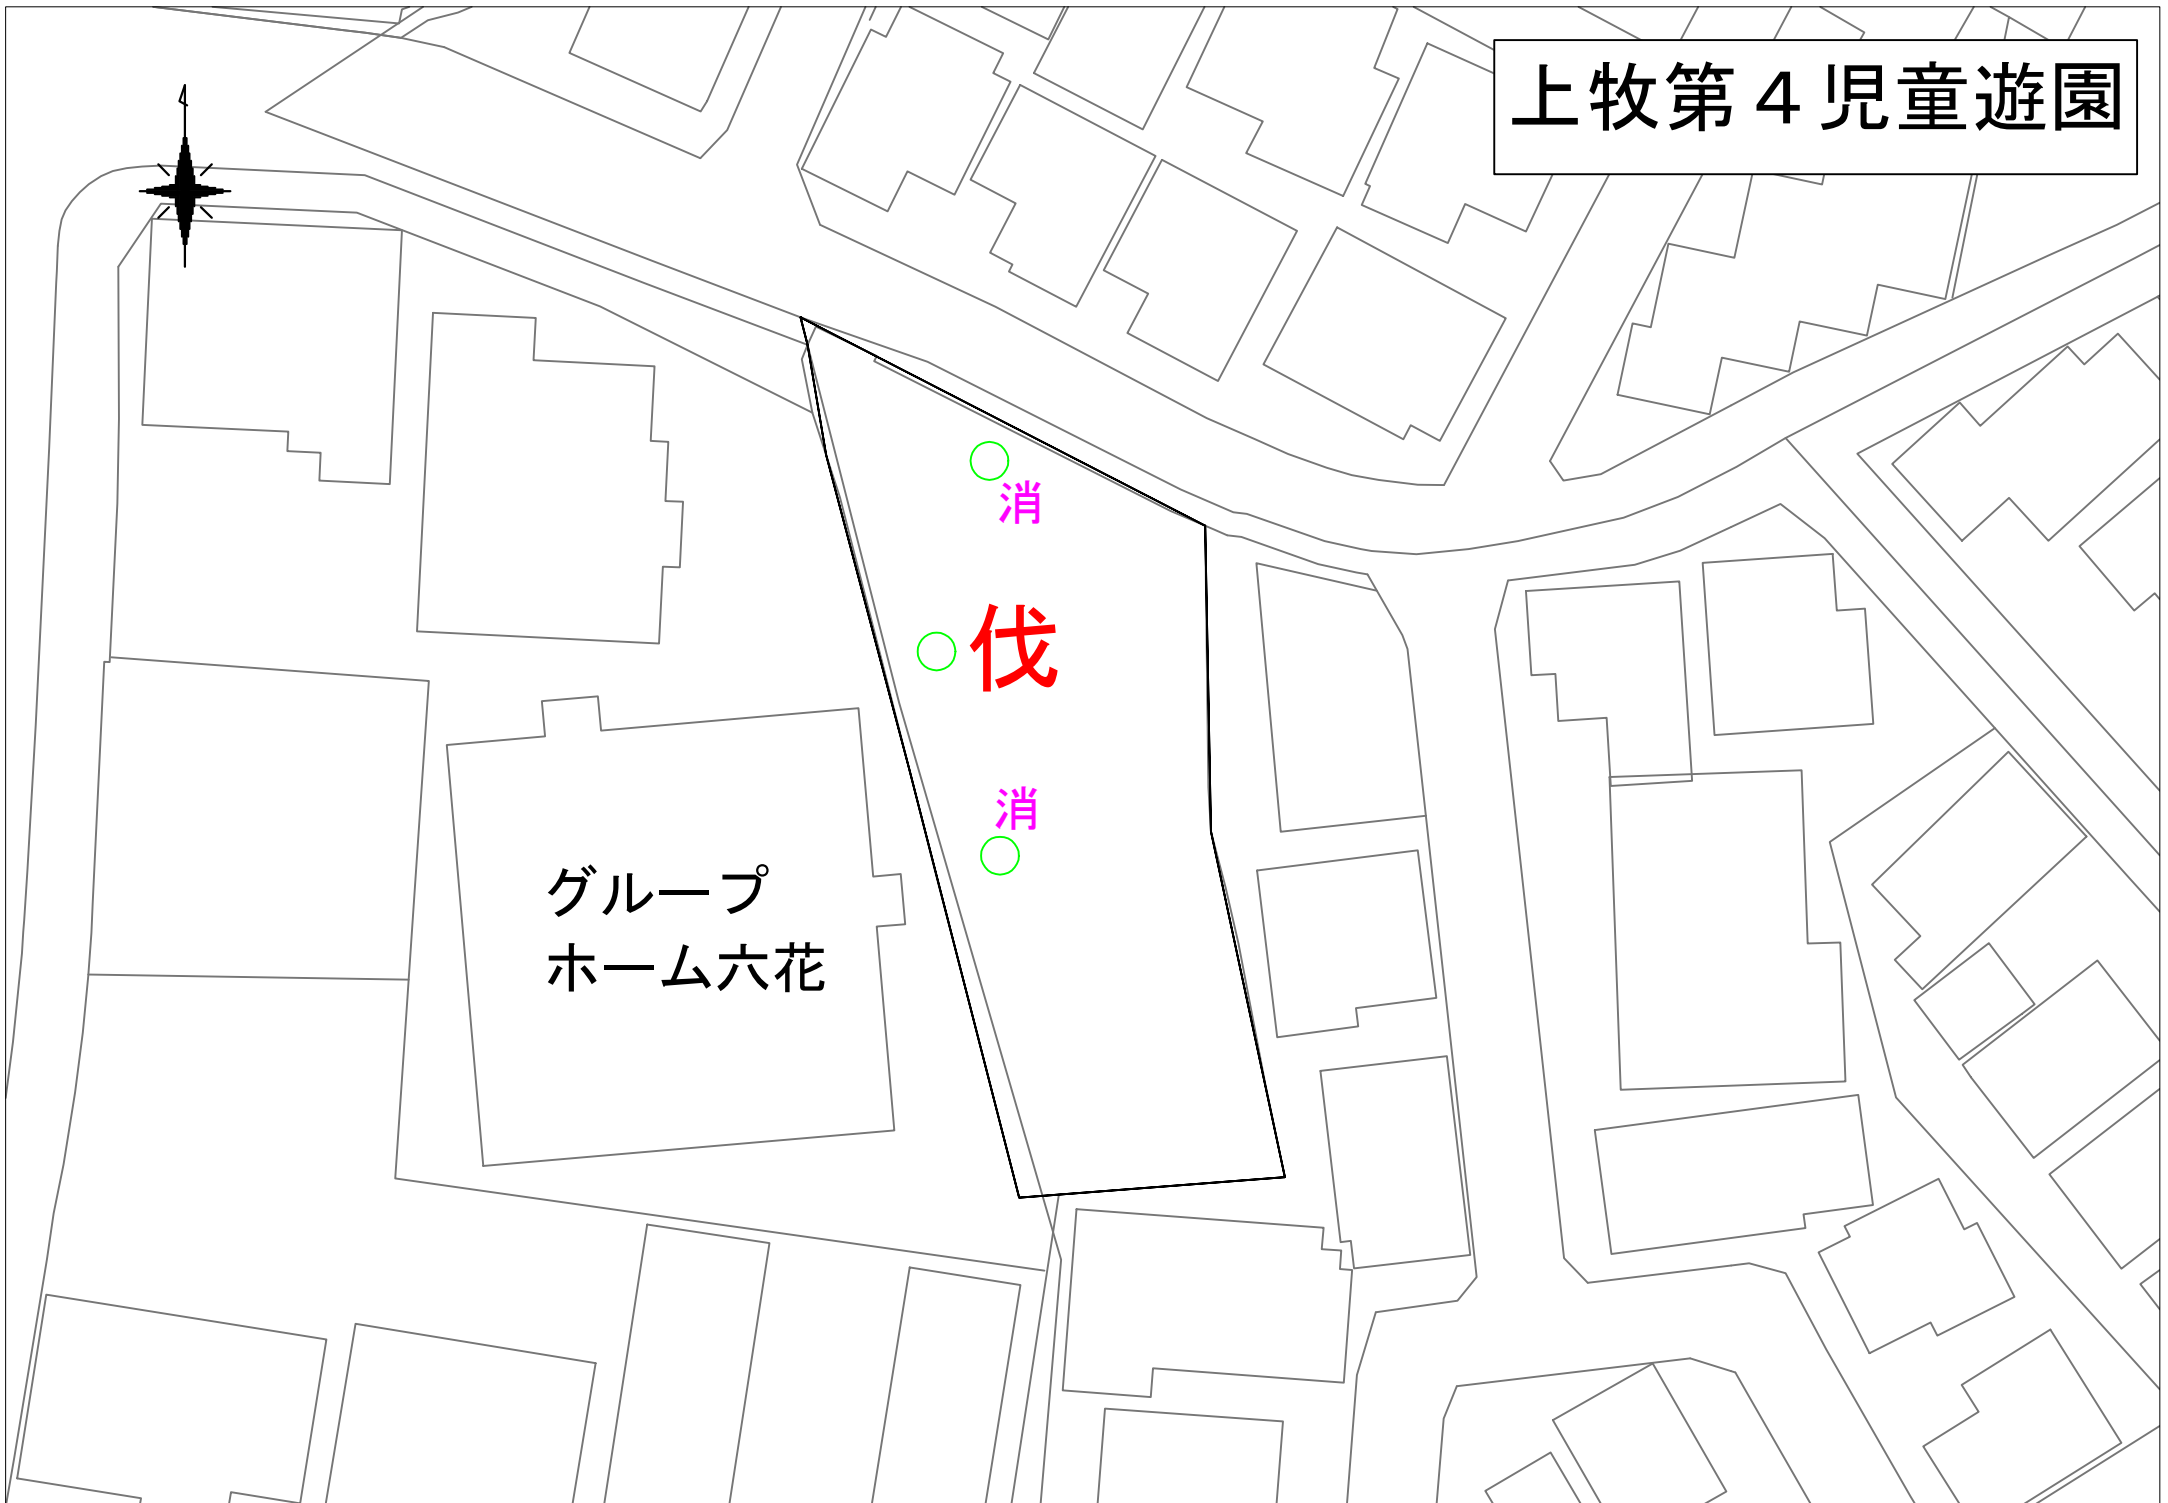 上牧第４児童遊園
消
伐
消
グループ
ホーム六花